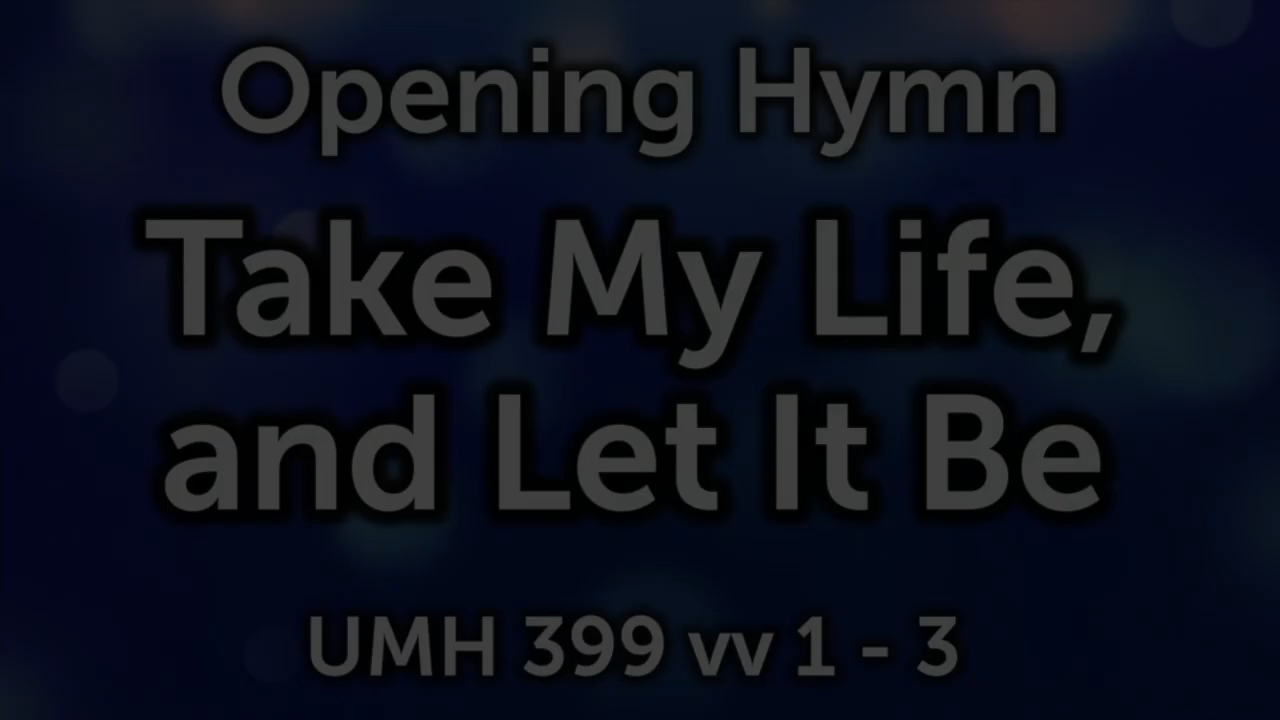 Opening Hymn
Take My Life,
and Let It Be
UMH 399 vv 1 - 3